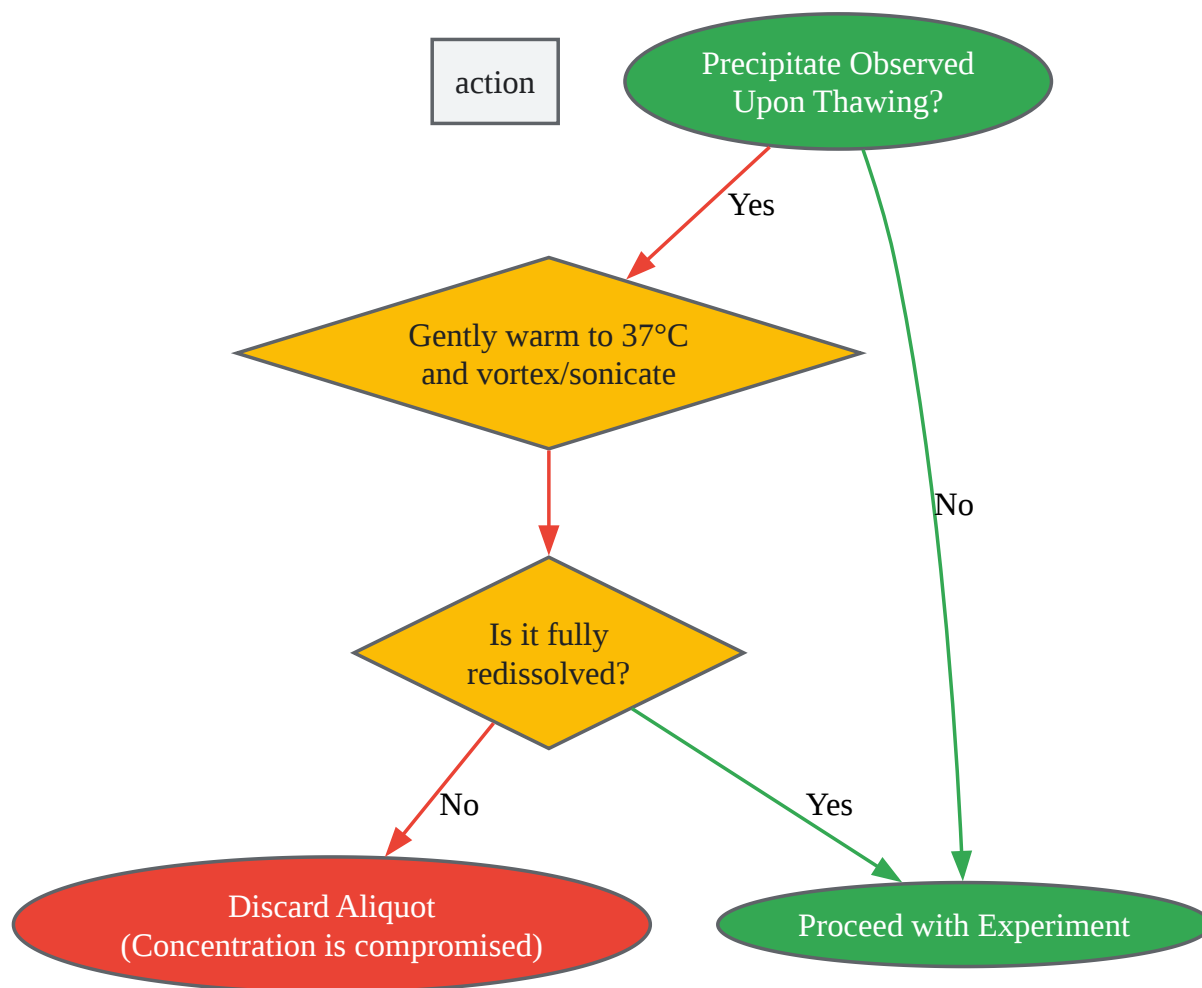 action
Precipitate Observed
Upon Thawing?
Yes
Gently warm to 37°C
and vortex/sonicate
No
Is it fully
redissolved?
No
Yes
Discard Aliquot
(Concentration is compromised)
Proceed with Experiment